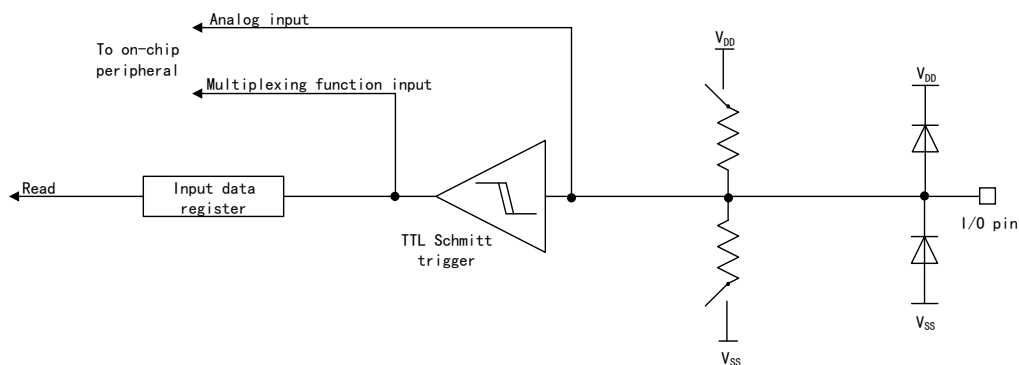 Analog input
To on-chip
peripheral
Multiplexing function input
VDD
VDD
Read
Input data
register
TTL Schmitt
trigger
I/O pin
VSS
VSS